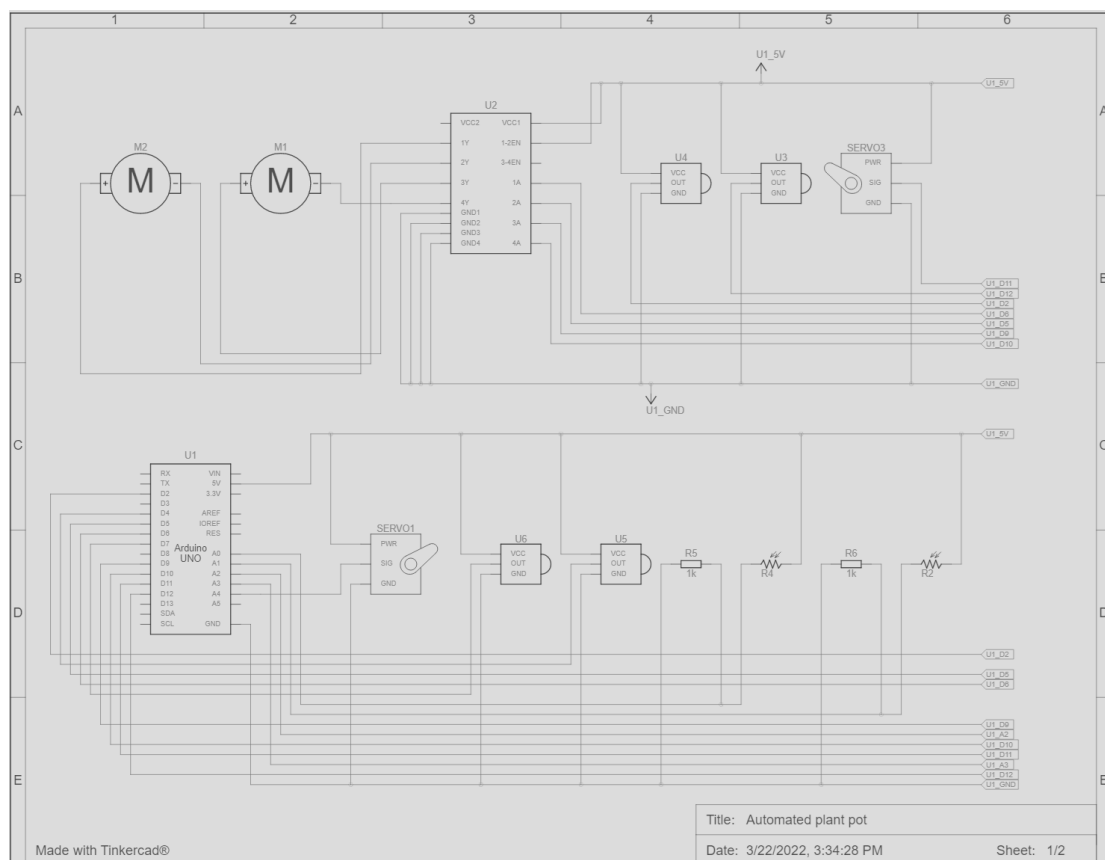 1 2 3 4 5 6
U1_5V
U1_5V
A A
U2
VCC2 VCC1
1Y 1-2EN
2Y 3-4EN
3Y 1A
4Y 2A
GND1
GND2 3A
GND3
GND4 4A
M2
M
+ -
M1
M
+ -
U4
VCC
OUT
GND
U3
VCC
OUT
GND
SERVO3
PWR
SIG
GND
B B
U1_D11
U1_D12
U1_D2
U1_D6
U1_D5
U1_D9
U1_D10
U1_GND
U1_GND
C C
U1_5V
U1
Arduino
UNO
RX VIN
TX 5V
D2 3.3V
D3
D4 AREF
D5 IOREF
D6 RES
D7
D8 A0
D9 A1
D10 A2
D11 A3
D12 A4
D13 A5
SDA
SCL GND
SERVO1
PWR
SIG
GND
U6
VCC
OUT
GND
U5
VCC
OUT
GND
R5
1k
R4
R6
1k
R2
D D
U1_D2
U1_D5
U1_D6
U1_D9
U1_A2
U1_D10
U1_D11
U1_A3
U1_D12
U1_GND
E E
Title: Automated plant pot
Made with Tinkercad®
Date: 3/22/2022, 3:34:28 PM Sheet: 1/2